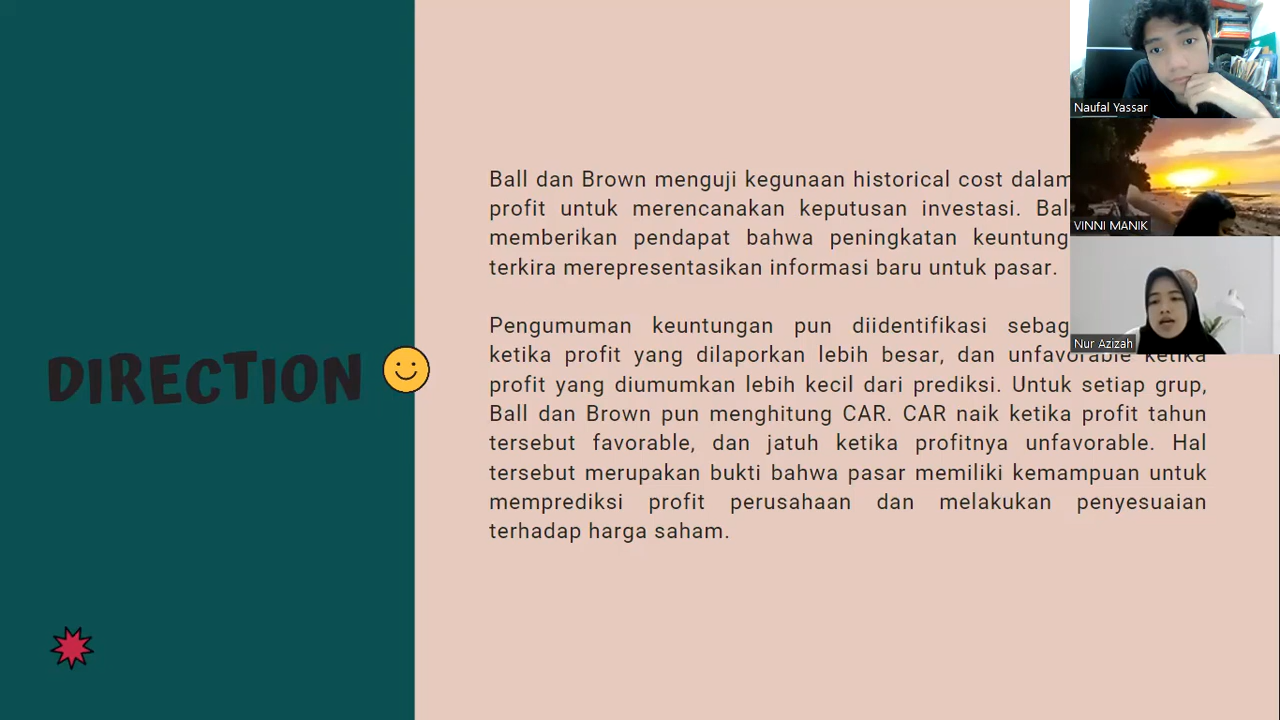 DIRECTION
Ball dan Brown menguji kegunaan historical cost dalam
profit untuk merencanakan keputusan investasi.
memberikan pendapat bahwa peningkatan
terkira merepresentasikan informasi baru untuk pasar.
Pengumuman keuntungan pun diidentifikasi
ketika profit yang dilaporkan lebih besar, dan unfavorable ketika
profit yang diumumkan lebih kecil dari prediksi. Untuk setiap grup,
Ball dan Brown pun menghitung CAR. CAR naik ketika profit tahun
tersebut favorable, dan jatuh ketika profitnya unfavorable. Hal
tersebut merupakan bukti bahwa pasar memiliki kemampuan untuk
memprediksi profit perusahaan dan melakukan penyesuaian
terhadap harga saham.
Naufal Yassar
VINNI MANIK
Nur Azizah